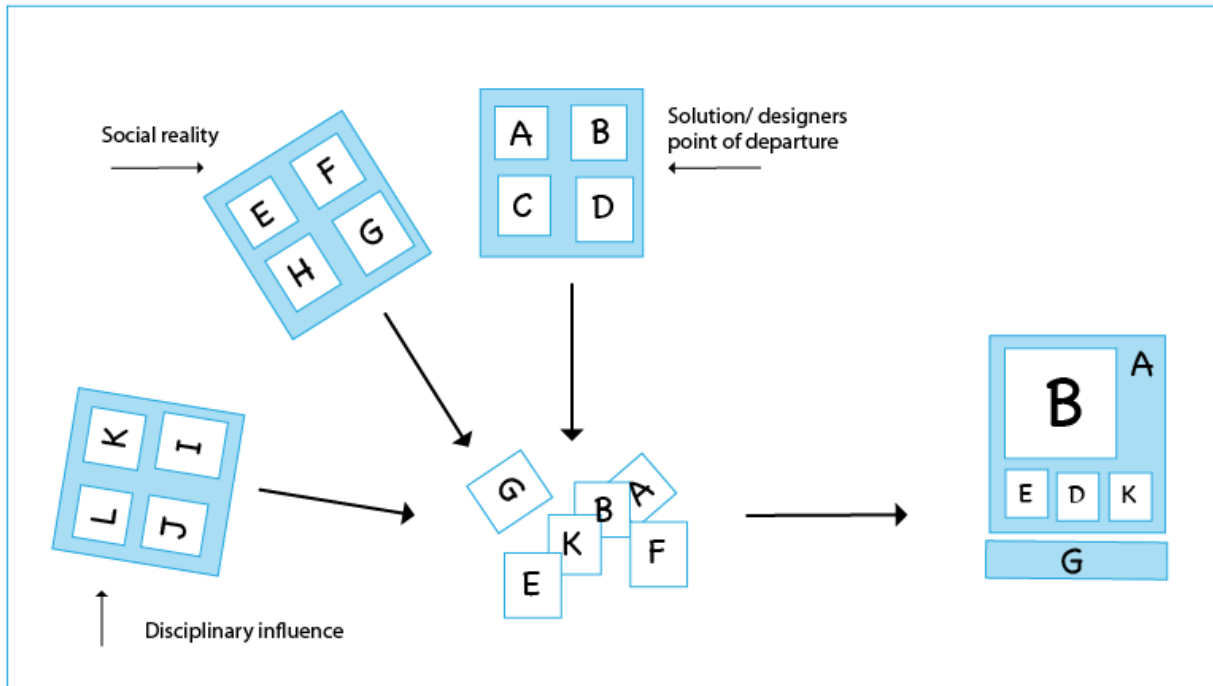 Social reality
Solution/ designers
point of departure
A B
C D
E F
H G
K I
L J
G
A
B
K
F
E
Disciplinary influence
B A
E D K
G